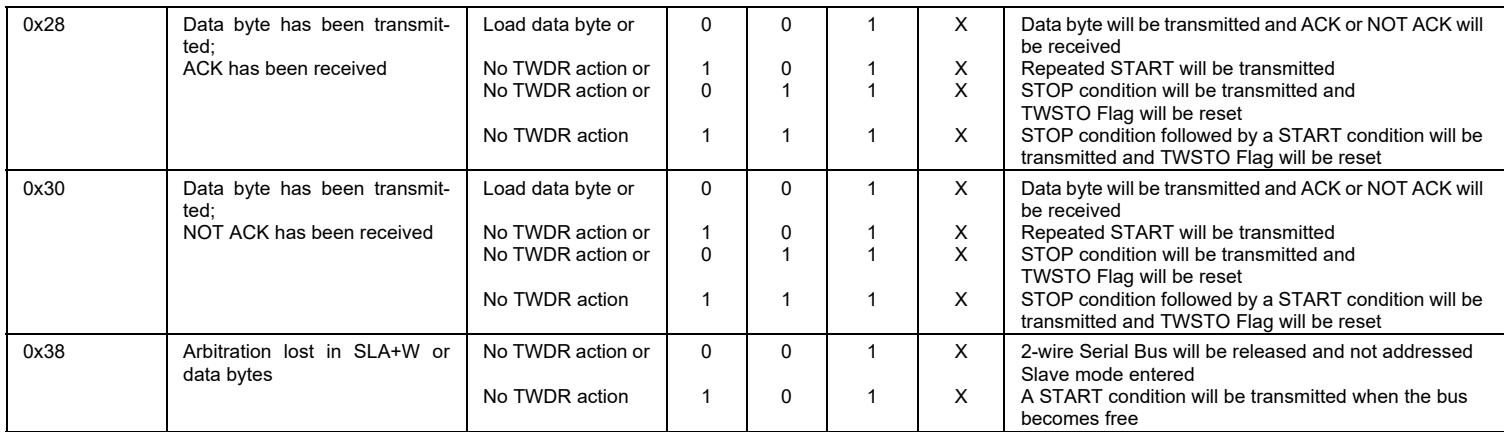 0x28 Data byte has been transmit- Load data byte or 0 0 1 X Data byte will be transmitted and ACK or NOT ACK will
ted; be received
ACK has been received No TWDR action or 1 0 1 X Repeated START will be transmitted
No TWDR action or 0 1 1 X STOP condition will be transmitted and
TWSTO Flag will be reset
No TWDR action 1 1 1 X STOP condition followed by a START condition will be
transmitted and TWSTO Flag will be reset
0x30 Data byte has been transmit- Load data byte or 0 0 1 X Data byte will be transmitted and ACK or NOT ACK will
ted; be received
NOT ACK has been received No TWDR action or 1 0 1 X Repeated START will be transmitted
No TWDR action or 0 1 1 X STOP condition will be transmitted and
TWSTO Flag will be reset
No TWDR action 1 1 1 X STOP condition followed by a START condition will be
transmitted and TWSTO Flag will be reset
0x38 Arbitration lost in SLA+W or No TWDR action or 0 0 1 X 2-wire Serial Bus will be released and not addressed
data bytes Slave mode entered
No TWDR action 1 0 1 X A START condition will be transmitted when the bus
becomes free